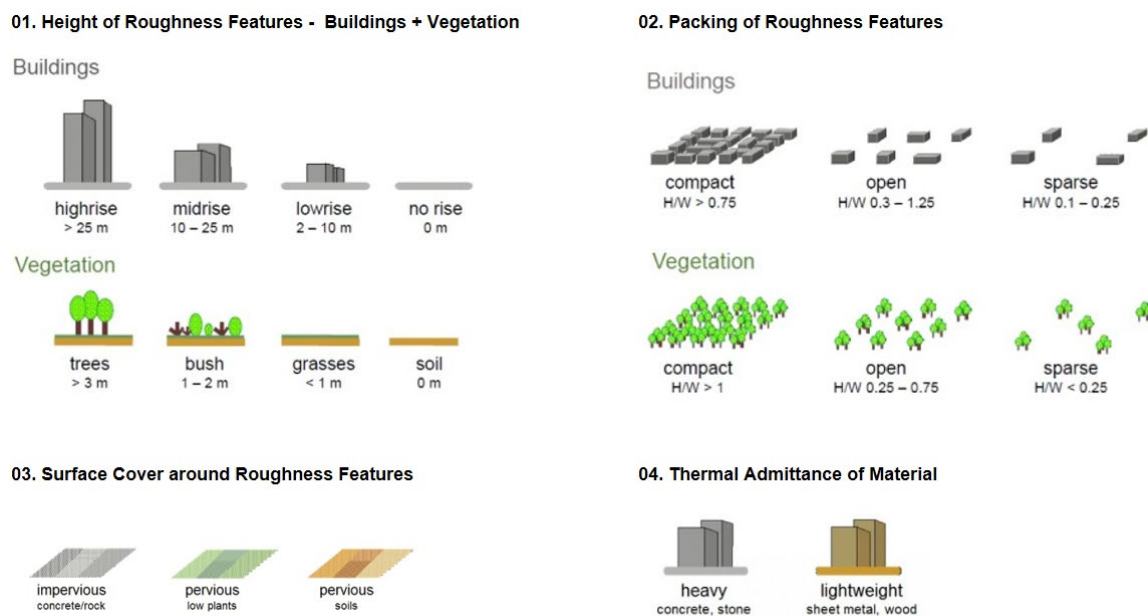 01. Height of Roughness Features -  Buildings + Vegetation
Buildings
highrise
> 25 m
midrise
10 – 25 m
lowrise
2 – 10 m
no rise
0 m
Vegetation
trees
> 3 m
bush
1 – 2 m
grasses
< 1 m
soil
0 m
02. Packing of Roughness Features
Buildings
compact
H/W > 0.75
open
H/W 0.3 – 1.25
sparse
H/W 0.1 – 0.25
Vegetation
compact
H/W > 1
open
H/W 0.25 – 0.75
sparse
H/W < 0.25
03. Surface Cover around Roughness Features
impervious
concrete/rock
pervious
low plants
pervious
soils
04. Thermal Admittance of Material
heavy
concrete, stone
lightweight
sheet metal, wood